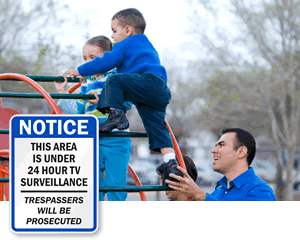 NOTICE
THIS AREA
IS UNDER
24 HOUR TV
SURVEILLANCE
TRESPASSERS
WILL BE
PROSECUTED